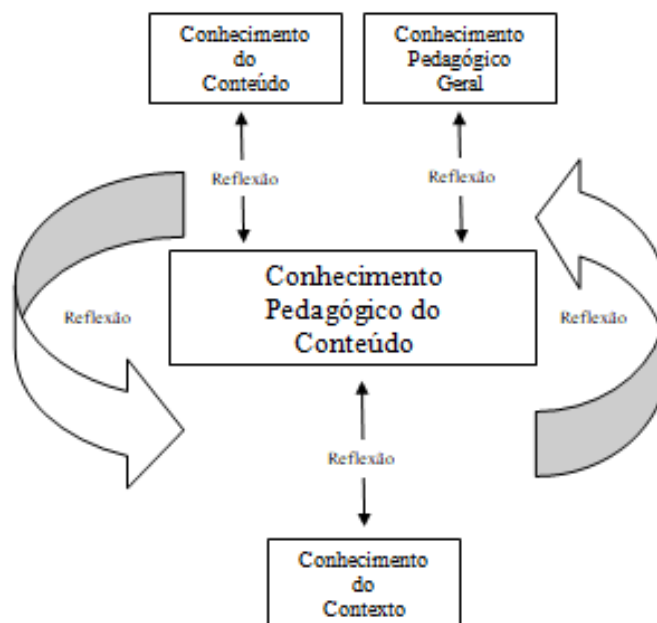 Conhecimento
do
Conteúdo
Conhecimento
Pedagógico
Geral
Reflexão
Reflexão
Conhecimento
Pedagógico do
Conteúdo
Reflexão
Reflexão
Reflexão
Conhecimento
do
Contexto